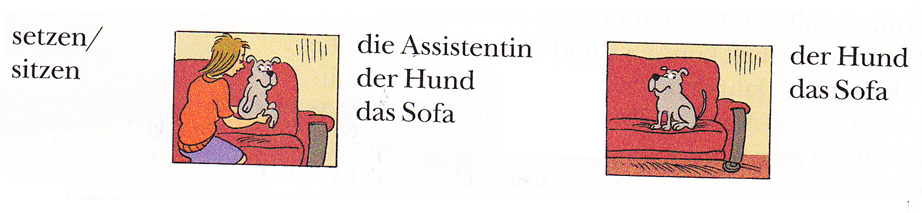 setzen/
sitzen
die Assistentin
der Hund
das Sofa
der Hund
das Sofa